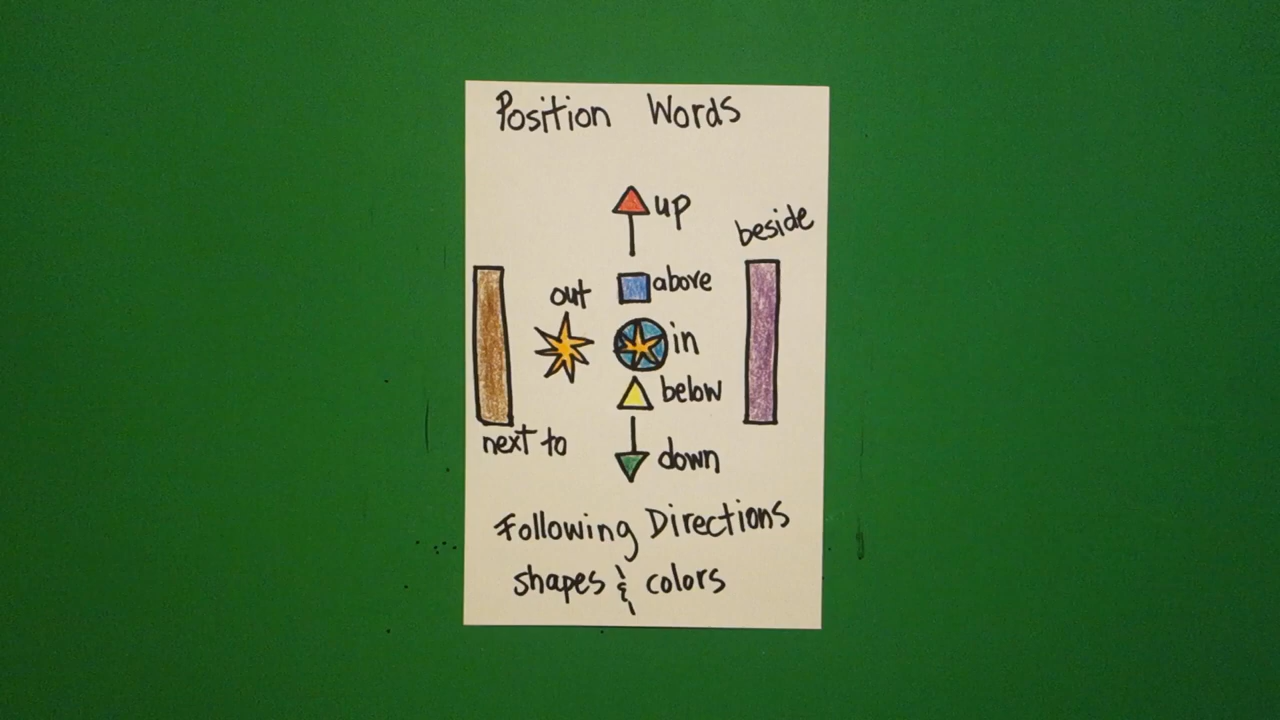 Position Words
up
beside
above
out
in
below
next to
down
Following Directions
shapes & colors